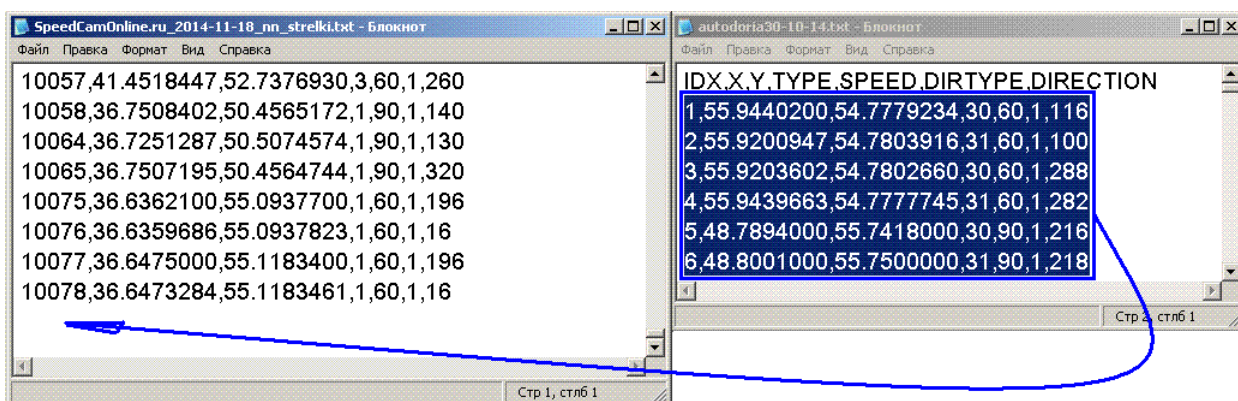 SpeedCamOnline.ru_2014-11-18_nn_strelki.txt - Блокнот
Файл Правка Формат Вид Справка
10057,41.4518447,52.7376930,3,60,1,260
10058,36.7508402,50.4565172,1,90,1,140
10064,36.7251287,50.5074574,1,90,1,130
10065,36.7507195,50.4564744,1,90,1,320
10075,36.6362100,55.0937700,1,60,1,196
10076,36.6359686,55.0937823,1,60,1,16
10077,36.6475000,55.1183400,1,60,1,196
10078,36.6473284,55.1183461,1,60,1,16
Стр 1, стлб 1
autodoria30-10-14.txt - Блокнот
Файл Правка Формат Вид Справка
IDX,X,Y,TYPE,SPEED,DIRTYPE,DIRECTION
1,55.9440200,54.7779234,30,60,1,116
2,55.9200947,54.7803916,31,60,1,100
3,55.9203602,54.7802660,30,60,1,288
4,55.9439663,54.7777745,31,60,1,282
5,48.7894000,55.7418000,30,90,1,216
6,48.8001000,55.7500000,31,90,1,218
Стр 2, стлб 1